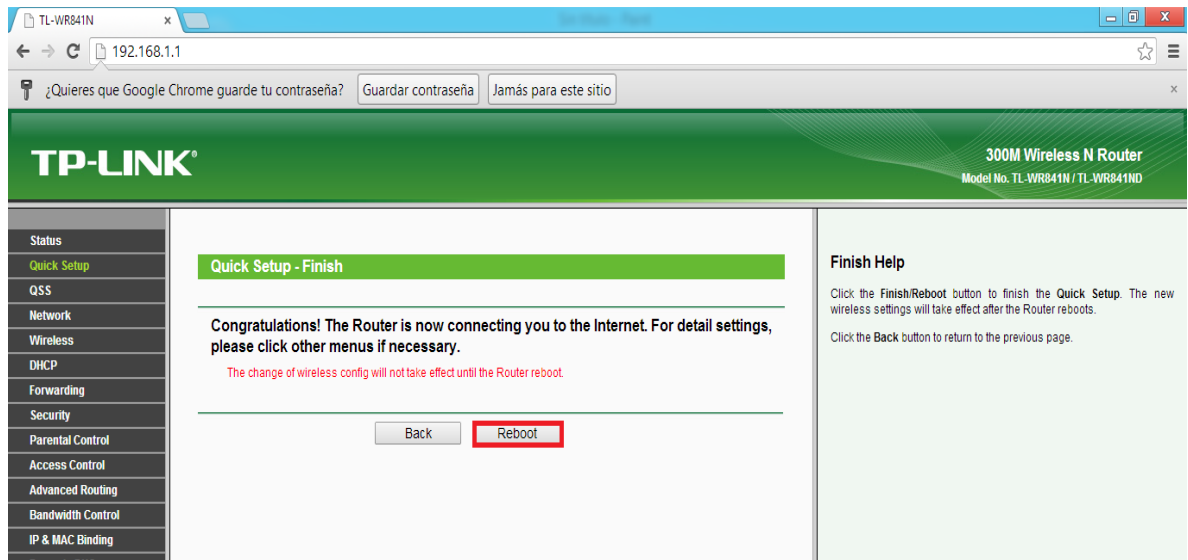 TL-WR841N
192.168.1.1
¿Quieres que Google Chrome guarde tu contraseña? Guardar contraseña Jamás para este sitio
TP-LINK®
300M Wireless N Router
Model No. TL-WR841N / TL-WR841ND
Status
Quick Setup
QSS
Network
Wireless
DHCP
Forwarding
Security
Parental Control
Access Control
Advanced Routing
Bandwidth Control
IP & MAC Binding
Quick Setup - Finish
Congratulations! The Router is now connecting you to the Internet. For detail settings,
please click other menus if necessary.
The change of wireless config will not take effect until the Router reboot.
Back Reboot
Finish Help
Click the Finish/Reboot button to finish the Quick Setup. The new
wireless settings will take effect after the Router reboots.
Click the Back button to return to the previous page.